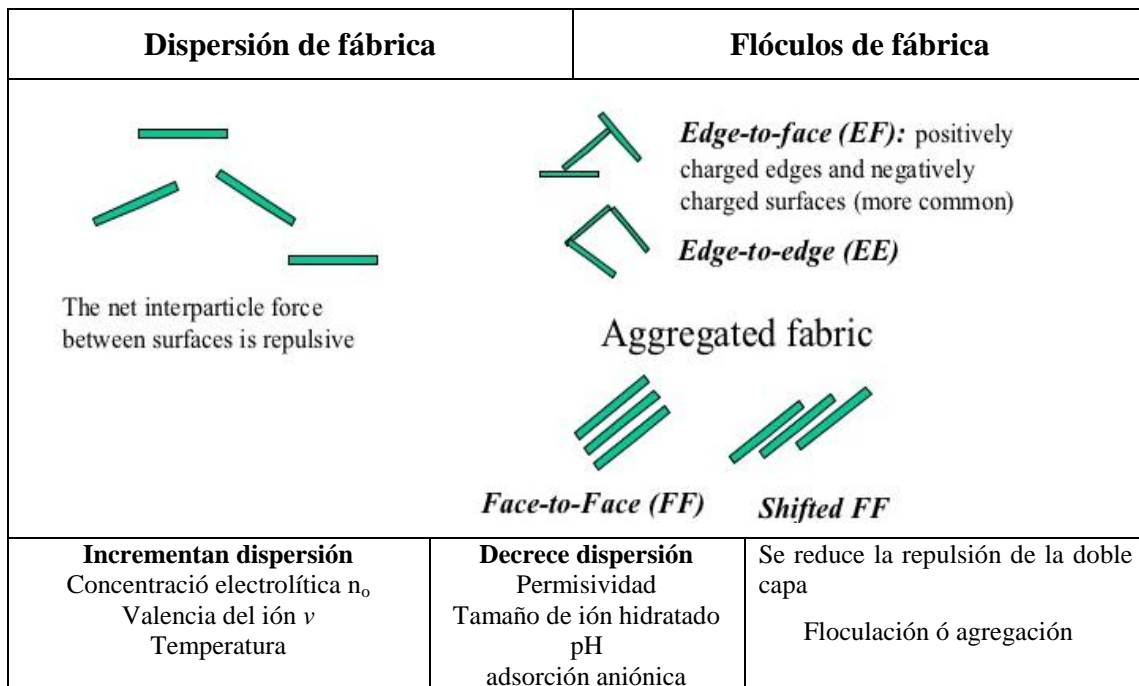 Dispersión de fábrica
Flóculos de fábrica
The net interparticle force
between surfaces is repulsive
Edge-to-face (EF): positively
charged edges and negatively
charged surfaces (more common)
Edge-to-edge (EE)
Aggregated fabric
Face-to-Face (FF)
Shifted FF
Incrementan dispersión
Concentració electrolítica no
Valencia del ión v
Temperatura
Decrece dispersión
Permisividad
Tamaño de ión hidratado
pH
adsorción aniónica
Se reduce la repulsión de la doble
capa
Floculación ó agregación